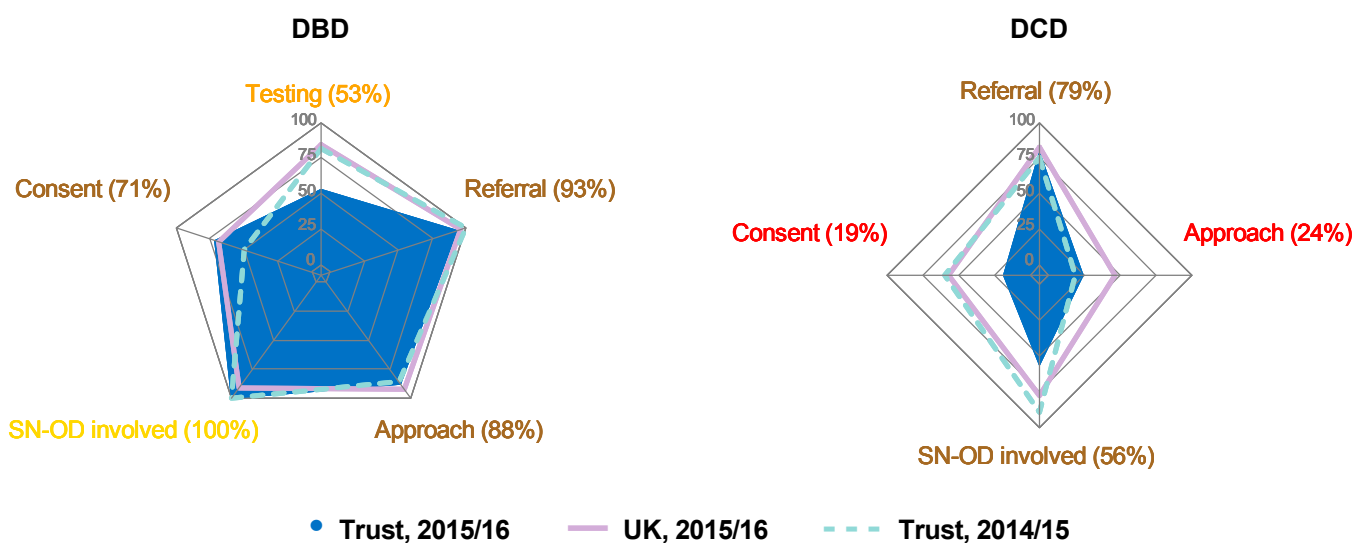 DBD
Testing (53%)
100
75
50
25
0
Consent (71%)
Referral (93%)
SN-OD involved (100%)
Approach (88%)
DCD
Referral (79%)
100
75
50
25
0
Consent (19%)
Approach (24%)
SN-OD involved (56%)
Trust, 2015/16
UK, 2015/16
Trust, 2014/15